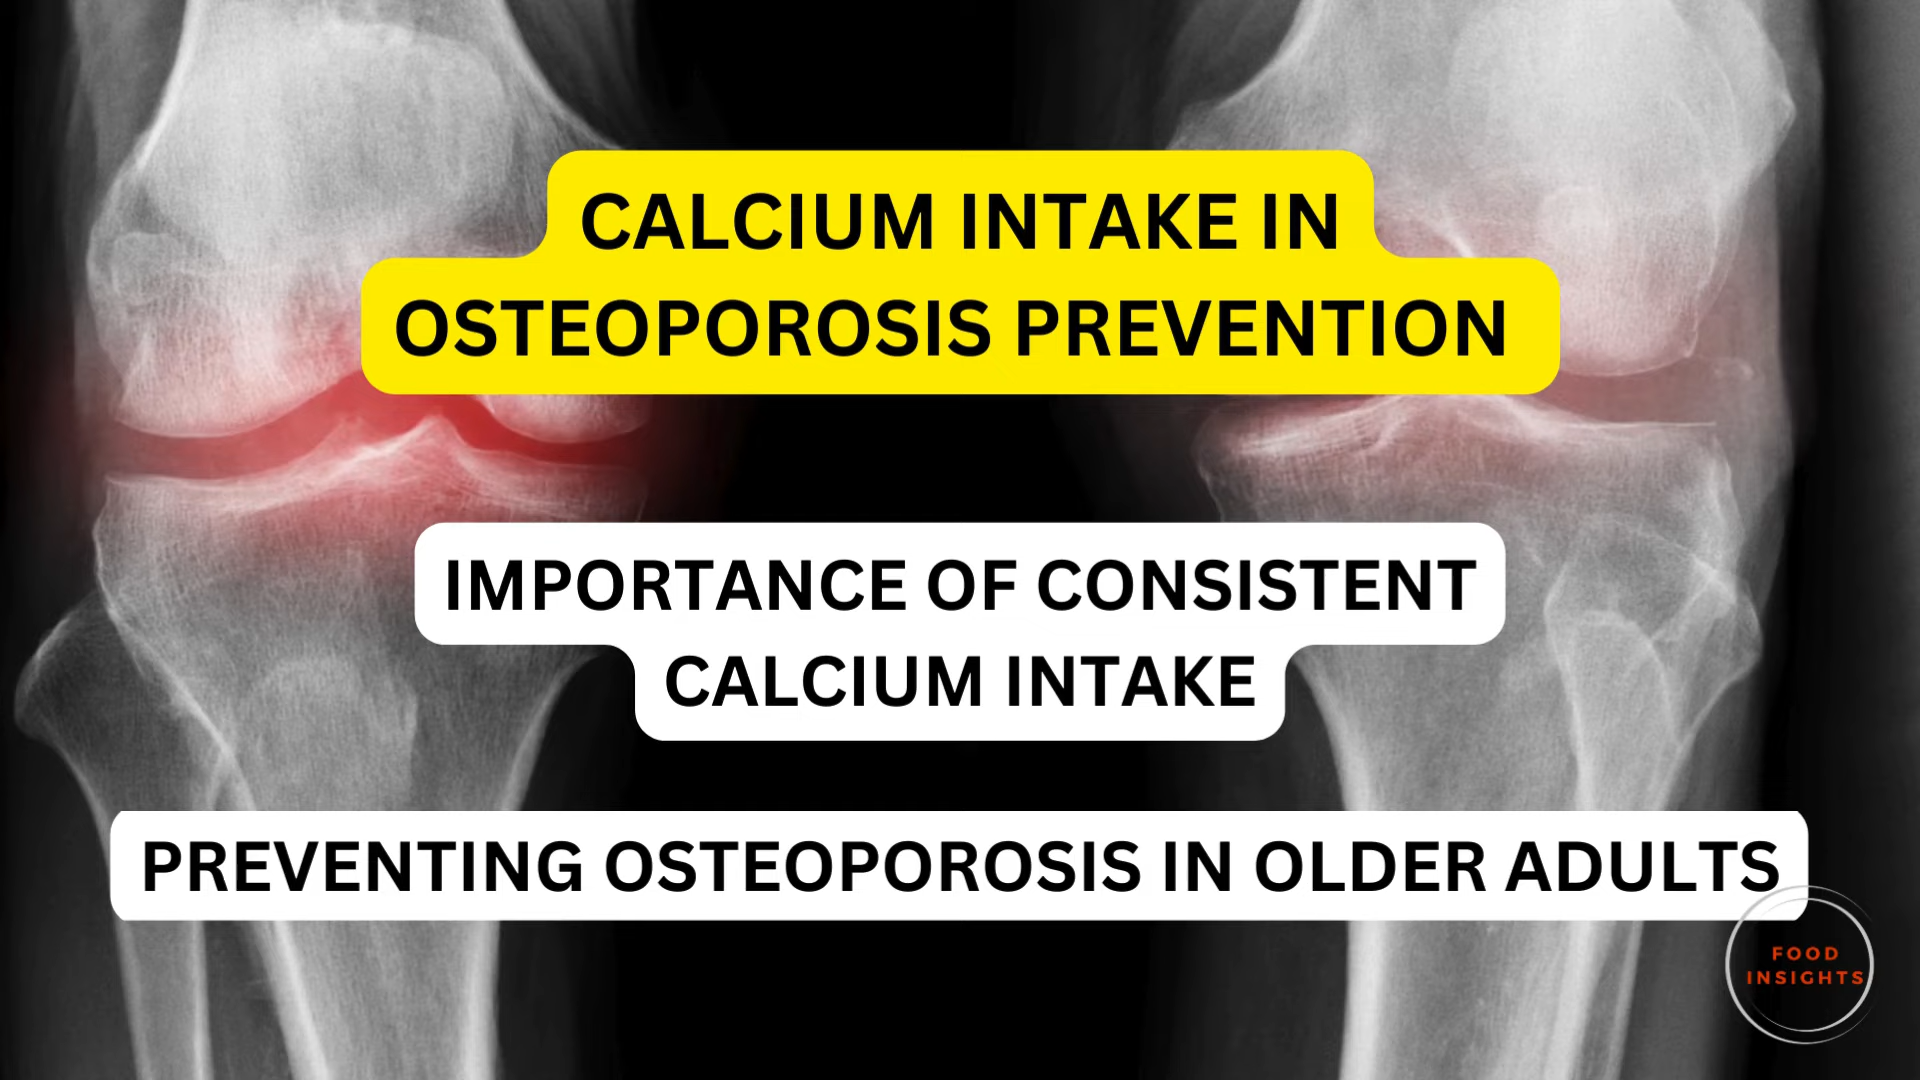 CALCIUM INTAKE IN
OSTEOPOROSIS PREVENTION
IMPORTANCE OF CONSISTENT
CALCIUM INTAKE
PREVENTING OSTEOPOROSIS IN OLDER ADULTS
FOOD
INSIGHTS